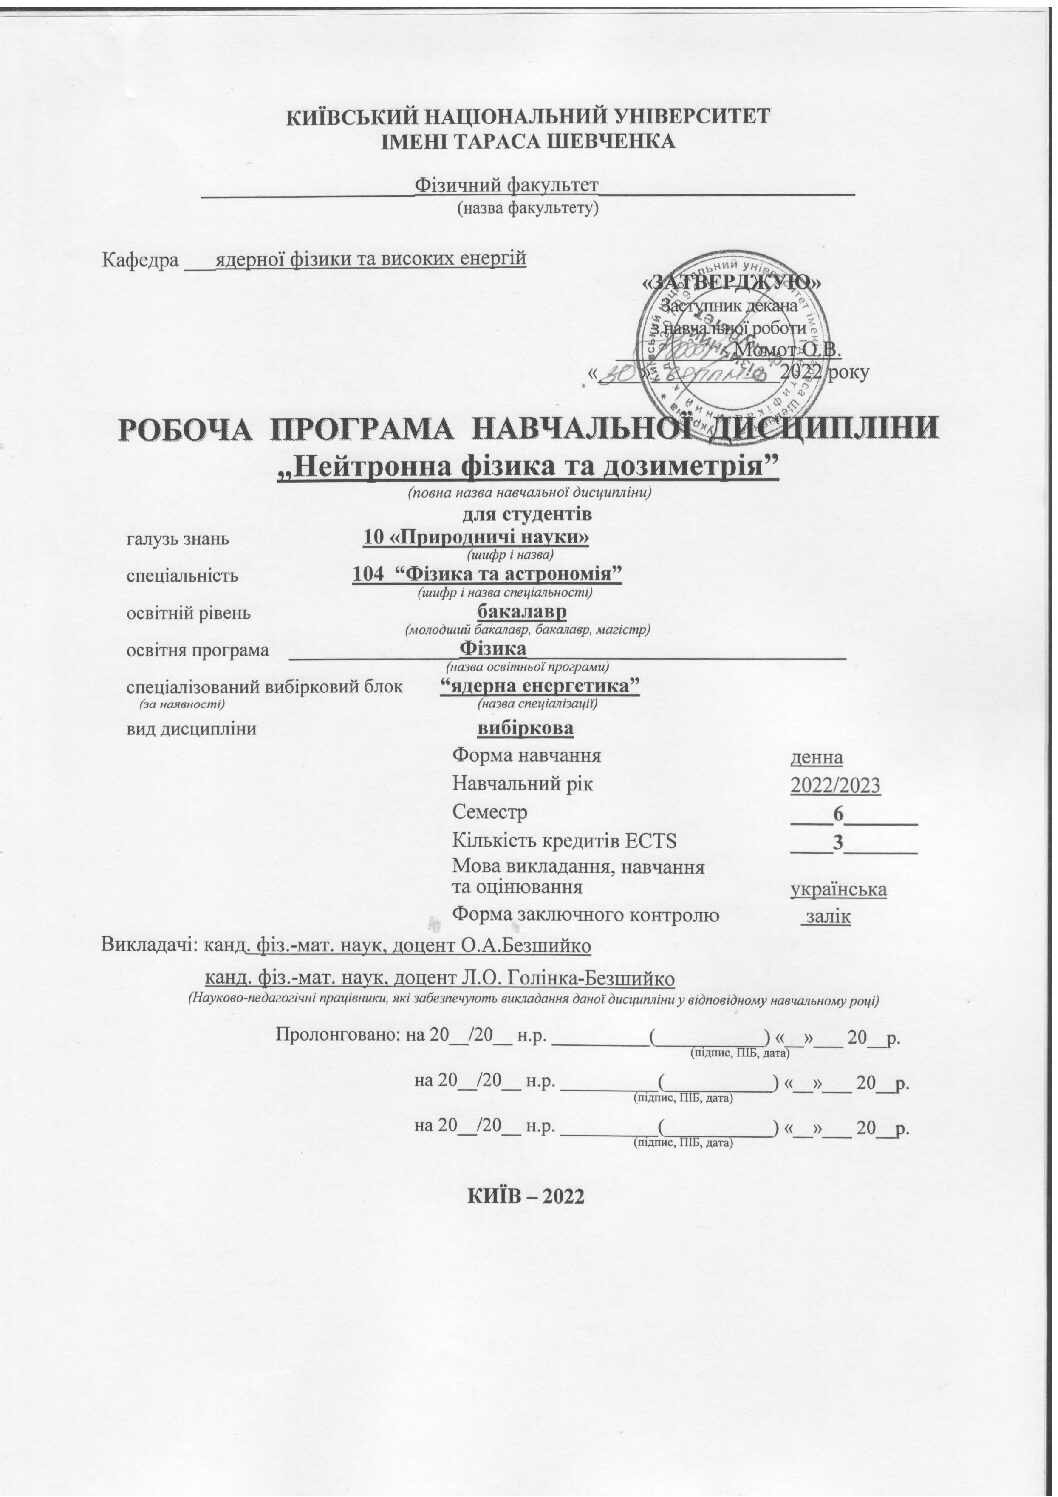 КИЇВСЬКИЙ НАЦІОНАЛЬНИЙ УНІВЕРСИТЕТ
ІМЕНІ ТАРАСА ШЕВЧЕНКА
Фізичний факультет
(назва факультету)
Кафедра ___ядерної фізики та високих енергій
«ЗАТВЕРДЖУЮ»
Заступник декана
з навчальної роботи
Момот О.В.
«30» серпня 2022 року
РОБОЧА ПРОГРАМА НАВЧАЛЬНОЇ ДИСЦИПЛІНИ
„Нейтронна фізика та дозиметрія”
(повна назва навчальної дисципліни)
для студентів
галузь знань 10 «Природничі науки»
(шифр і назва)
спеціальність 104 “Фізика та астрономія”
(шифр і назва спеціальності)
освітній рівень бакалавр
(молодший бакалавр, бакалавр, магістр)
освітня програма Фізика
(назва освітньої програми)
спеціалізований вибірковий блок “ядерна енергетика”
(за наявності) (назва спеціалізації)
вид дисципліни вибіркова
Форма навчання денна
Навчальний рік 2022/2023
Семестр ____6_______
Кількість кредитів ECTS ____3_______
Мова викладання, навчання
та оцінювання українська
Форма заключного контролю залік
Викладачі: канд. фіз.-мат. наук, доцент О.А.Безшийко
канд. фіз.-мат. наук, доцент Л.О. Голінка-Безшийко
(Науково-педагогічні працівники, які забезпечують викладання даної дисципліни у відповідному навчальному році)
Пролонговано: на 20__/20__ н.р. __________(___________) «__»___ 20__р.
(підпис, ПІБ, дата)
на 20__/20__ н.р. __________(___________) «__»___ 20__р.
(підпис, ПІБ, дата)
на 20__/20__ н.р. __________(___________) «__»___ 20__р.
(підпис, ПІБ, дата)
КИЇВ – 2022